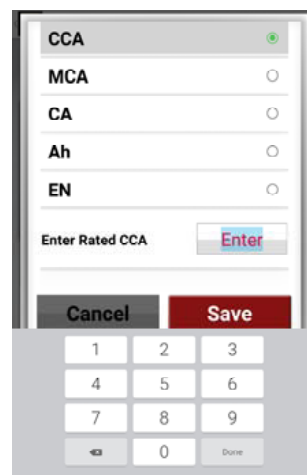 CCA
MCA
CA
Ah
EN
Enter Rated CCA Enter
Cancel Save
1 2 3
4 5 6
7 8 9
0 Done